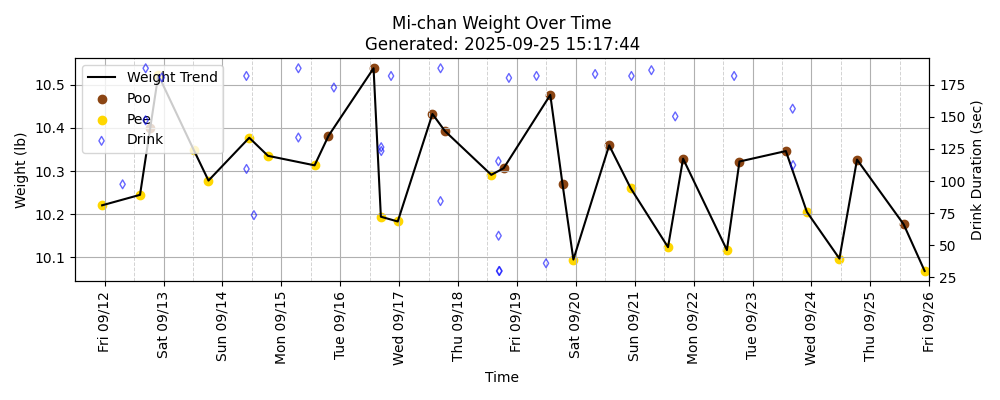 Mi-chan Weight Over Time
Generated: 2025-09-25 15:17:44
Weight Trend
Poo
Pee
Drink
Weight (lb)
10.5
10.4
10.3
10.2
10.1
175
150
125
100
75
50
25
Drink Duration (sec)
Fri 09/12
Sat 09/13
Sun 09/14
Mon 09/15
Tue 09/16
Wed 09/17
Thu 09/18
Fri 09/19
Sat 09/20
Sun 09/21
Mon 09/22
Tue 09/23
Wed 09/24
Thu 09/25
Fri 09/26
Time